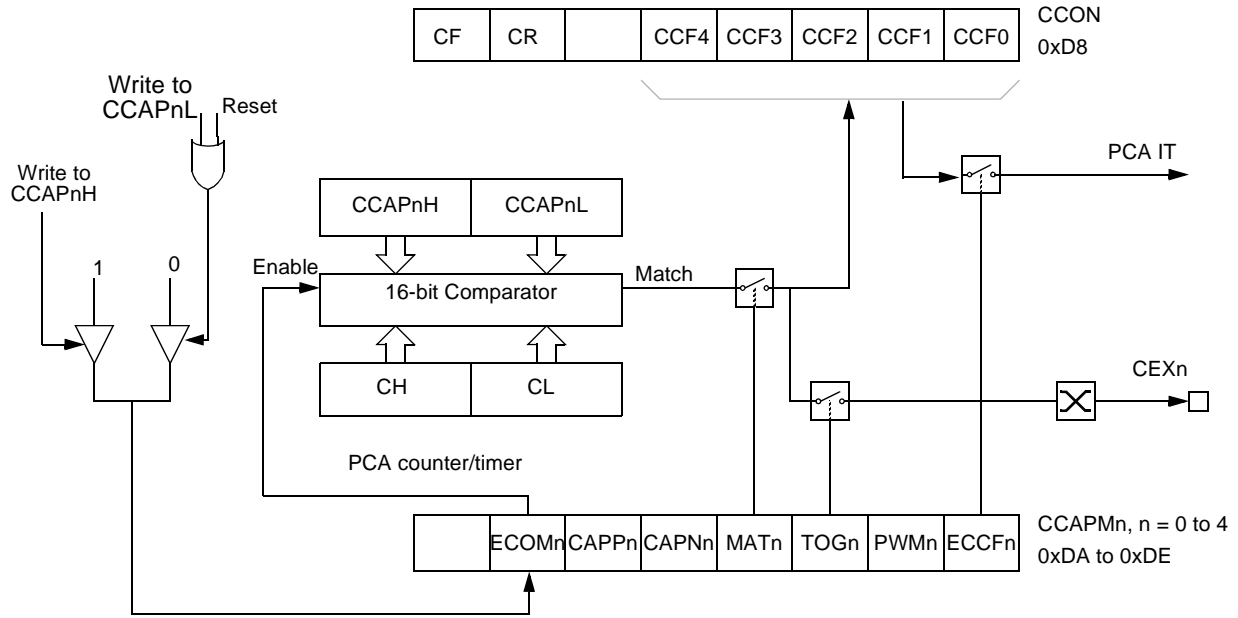 CF CR CCF4 CCF3 CCF2 CCF1 CCF0
CCON
0xD8
Write to
CCAPnL
Reset
Write to
CCAPnH
PCA IT
CCAPnH CCAPnL
1
0
Enable
16-bit Comparator
Match
CH CL
CEXn
PCA counter/timer
ECOMn CAPPn CAPNn MATn TOGn PWMn ECCFn
CCAPMn, n = 0 to 4
0xDA to 0xDE